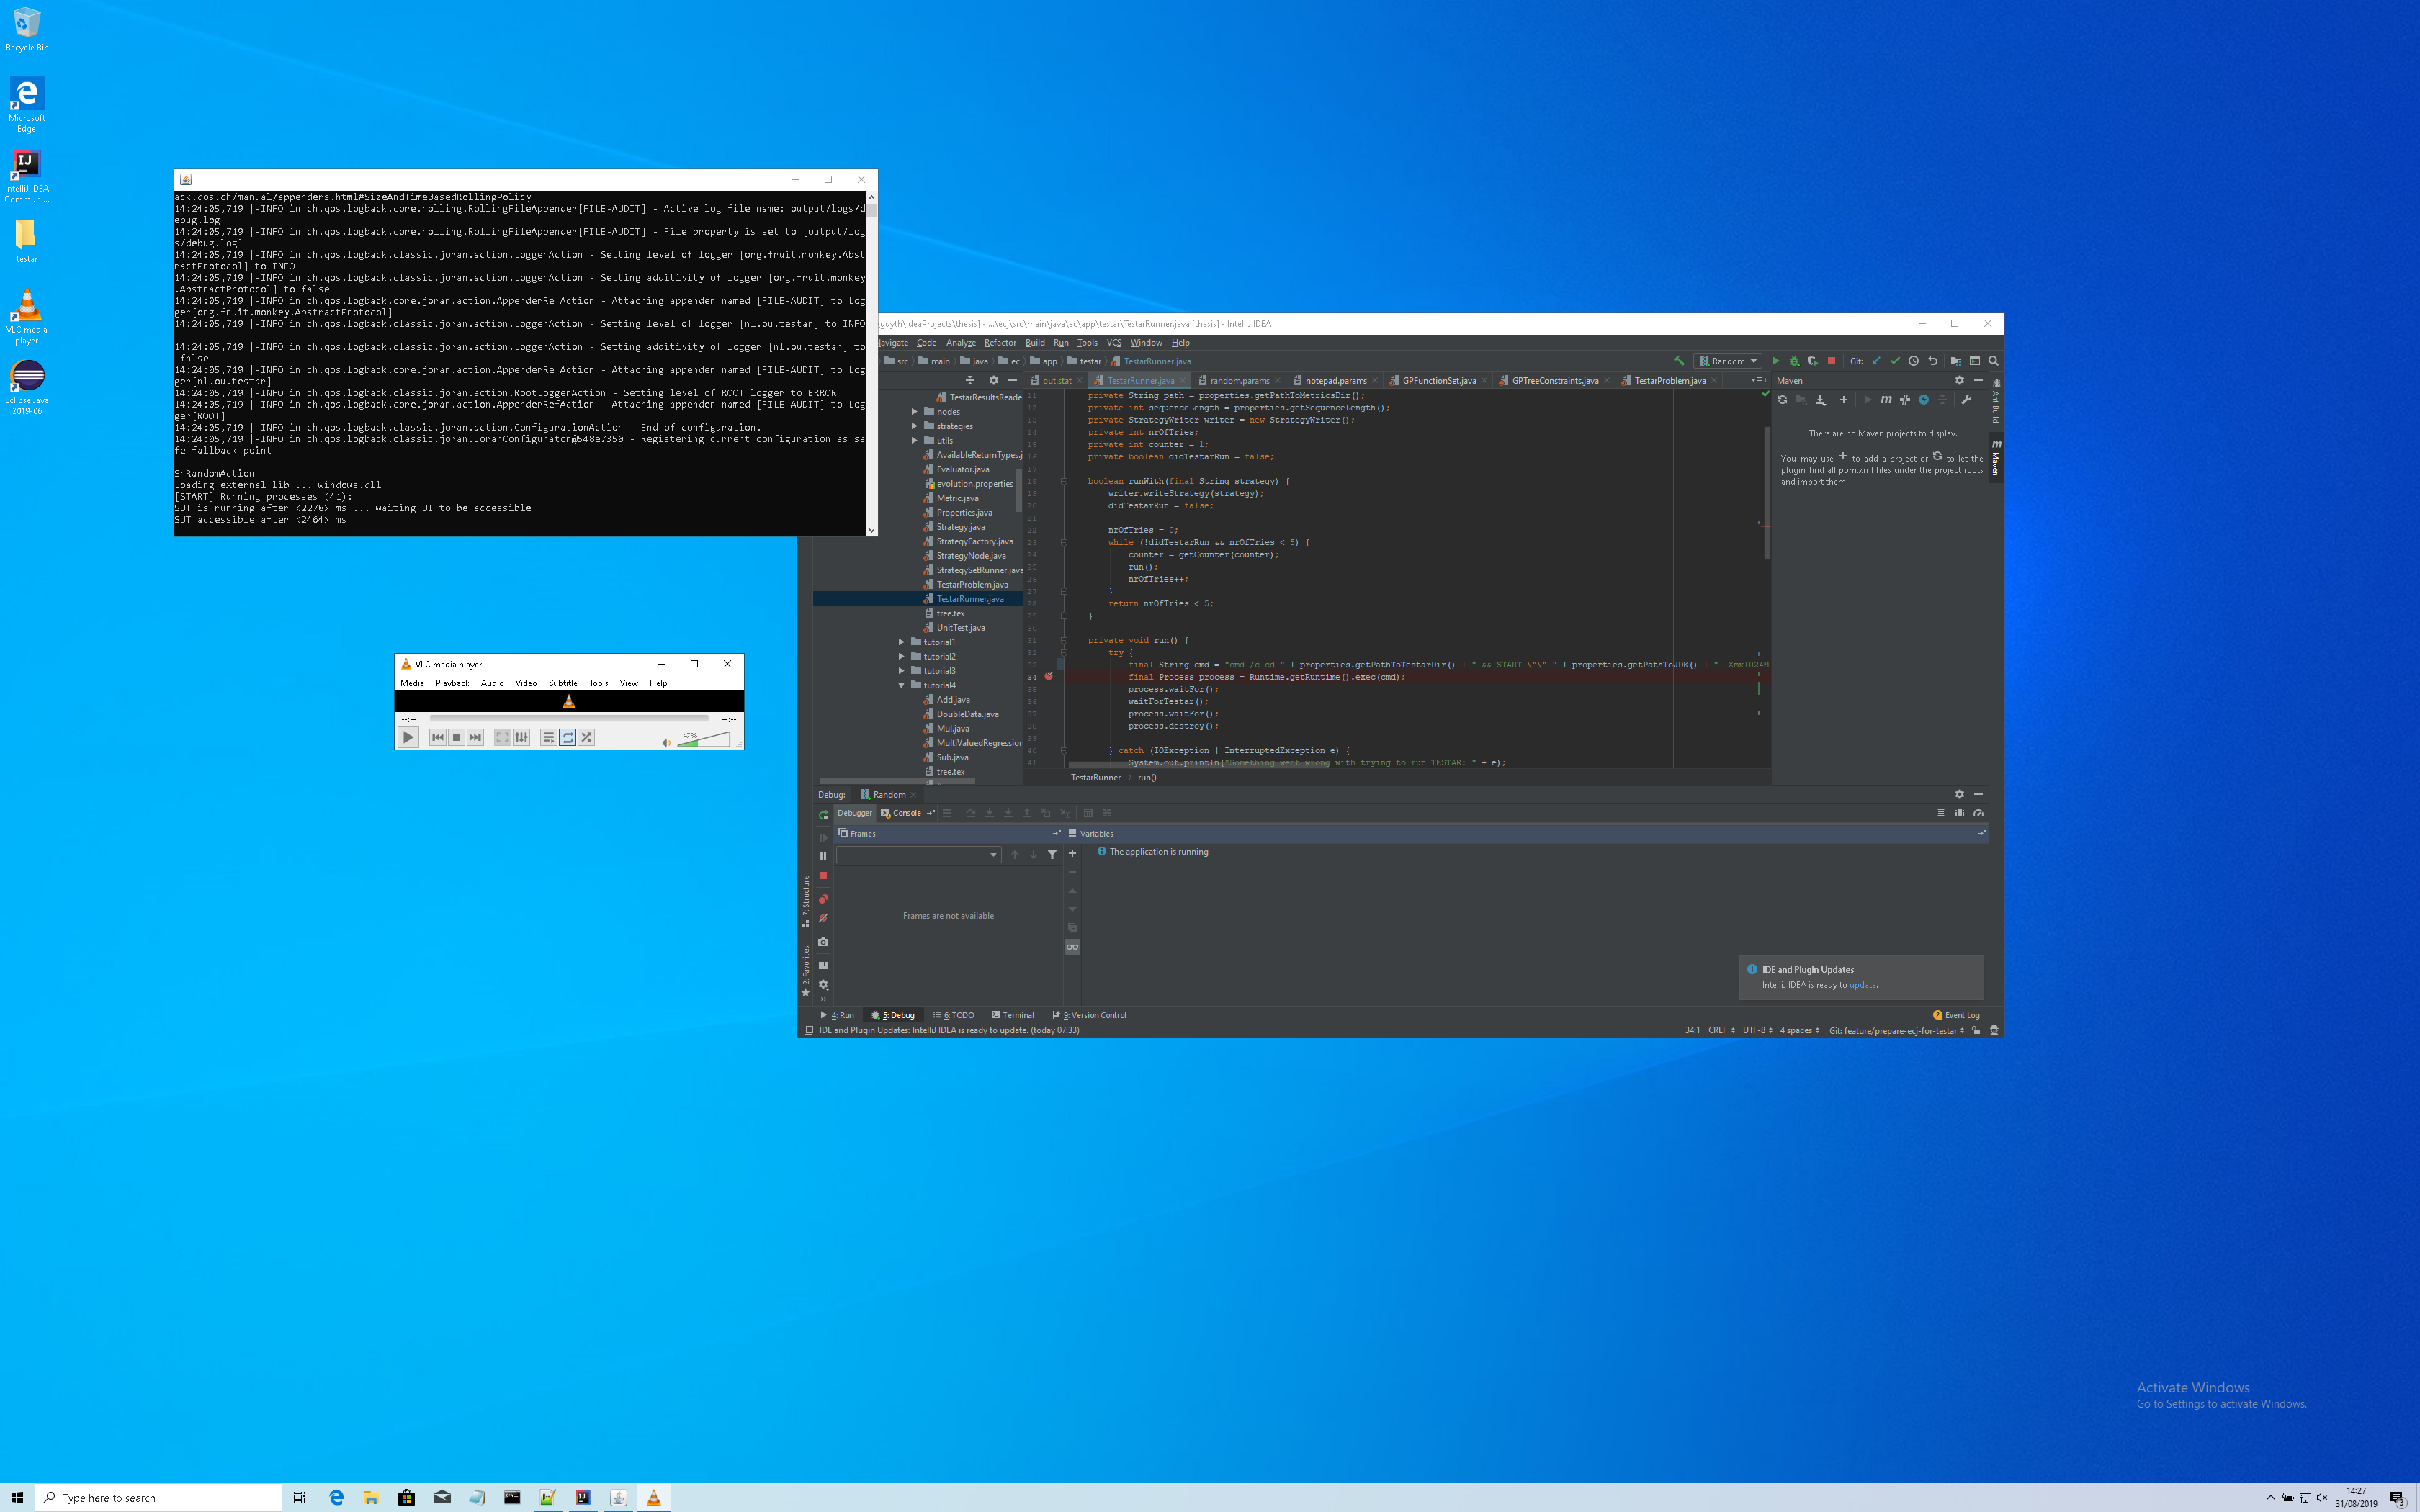 Recycle Bin
Microsoft
Edge
IntelliJ IDEA
Communi...
testar
VLC media
player
Eclipse Java
2019-06
ack.qos.ch/manual/appenders.html#SizeAndTimeBasedRollingPolicy
14:24:05,719 |-INFO in ch.qos.logback.core.rolling.RollingFileAppender[FILE-AUDIT] - Active log file name: output/logs/d
ebug.log
14:24:05,719 |-INFO in ch.qos.logback.core.rolling.RollingFileAppender[FILE-AUDIT] - File property is set to [output/log
s/debug.log]
14:24:05,719 |-INFO in ch.qos.logback.classic.joran.action.LoggerAction - Setting level of logger [org.fruit.monkey.Abst
ractProtocol] to INFO
14:24:05,719 |-INFO in ch.qos.logback.classic.joran.action.LoggerAction - Setting additivity of logger [org.fruit.monkey
.AbstractProtocol] to false
14:24:05,719 |-INFO in ch.qos.logback.core.joran.action.AppenderRefAction - Attaching appender named [FILE-AUDIT] to Log
ger[org.fruit.monkey.AbstractProtocol]
14:24:05,719 |-INFO in ch.qos.logback.classic.joran.action.LoggerAction - Setting level of logger [nl.ou.testar] to INFO
14:24:05,719 |-INFO in ch.qos.logback.classic.joran.action.LoggerAction - Setting additivity of logger [nl.ou.testar] to
false
14:24:05,719 |-INFO in ch.qos.logback.core.joran.action.AppenderRefAction - Attaching appender named [FILE-AUDIT] to Log
ger[nl.ou.testar]
14:24:05,719 |-INFO in ch.qos.logback.classic.joran.action.RootLoggerAction - Setting level of ROOT logger to ERROR
14:24:05,719 |-INFO in ch.qos.logback.core.joran.action.AppenderRefAction - Attaching appender named [FILE-AUDIT] to Log
ger[ROOT]
14:24:05,719 |-INFO in ch.qos.logback.classic.joran.action.ConfigurationAction - End of configuration.
14:24:05,719 |-INFO in ch.qos.logback.classic.joran.JoranConfigurator@540e7350 - Registering current configuration as sa
fe fallback point
SnRandomAction
Loading external lib ... windows.dll
[START] Running processes (41):
SUT is running after <2270> ms ... waiting UI to be accessible
SUT accessible after <2464> ms
VLC media player
Media Playback Audio Video Subtitle Tools View Help
--:-- --:--
47%
guyth\IdeaProjects\thesis] - ...\ecj\src\main\java\ec\app\testar\TestarRunner.java [thesis] - IntelliJ IDEA
Navigate Code Analyze Refactor Build Run Tools VCS Window Help
src main java ec app testar TestarRunner.java
Random Git:
out.stat TestarRunner.java random.params notepad.params GPFunctionSet.java GPTreeConstraints.java TestarProblem.java
TestarResultsReade
nodes
strategies
utils
AvailableReturnTypes.j
Evaluator.java
evolution.properties
Metric.java
Properties.java
Strategy.java
StrategyFactory.java
StrategyNode.java
StrategySetRunner.java
TestarProblem.java
TestarRunner.java
tree.tex
UnitTest.java
tutorial1
tutorial2
tutorial3
tutorial4
Add.java
DoubleData.java
Mul.java
MultiValuedRegression
Sub.java
tree.tex
11 private String path = properties.getPathToMetricsDir();
12 private int sequenceLength = properties.getSequenceLength();
13 private StrategyWriter writer = new StrategyWriter();
14 private int nrOfTries;
15 private int counter = 1;
16 private boolean didTestarRun = false;
17
18 boolean runWith(final String strategy) {
19 writer.writeStrategy(strategy);
20 didTestarRun = false;
21
22 nrOfTries = 0;
23 while (!didTestarRun && nrOfTries < 5) {
24 counter = getCounter(counter);
25 run();
26 nrOfTries++;
27 }
28 return nrOfTries < 5;
29 }
30
31 private void run() {
32 try {
33 final String cmd = "cmd /c cd " + properties.getPathToTestarDir() + " && START \"\" " + properties.getPathToJDK() + " -Xmx1024M
34 final Process process = Runtime.getRuntime().exec(cmd);
35 process.waitFor();
36 waitForTestar();
37 process.waitFor();
38 process.destroy();
39
40 } catch (IOException | InterruptedException e) {
41 System.out.println("Something went wrong with trying to run TESTAR: " + e);
TestarRunner run()
Maven
There are no Maven projects to display.
You may use + to add a project or to let the
plugin find all pom.xml files under the project roots
and import them
Ant Build
Maven
Debug: Random
Debugger Console
Frames Variables
The application is running
Frames are not available
7: Structure
2: Favorites
IDE and Plugin Updates
IntelliJ IDEA is ready to update.
4: Run 5: Debug 6: TODO Terminal 9: Version Control
2 Event Log
IDE and Plugin Updates: IntelliJ IDEA is ready to update. (today 07:33)
34:1 CRLF UTF-8 4 spaces Git: feature/prepare-ecj-for-testar
Activate Windows
Go to Settings to activate Windows.
Type here to search
14:27
31/08/2019
3